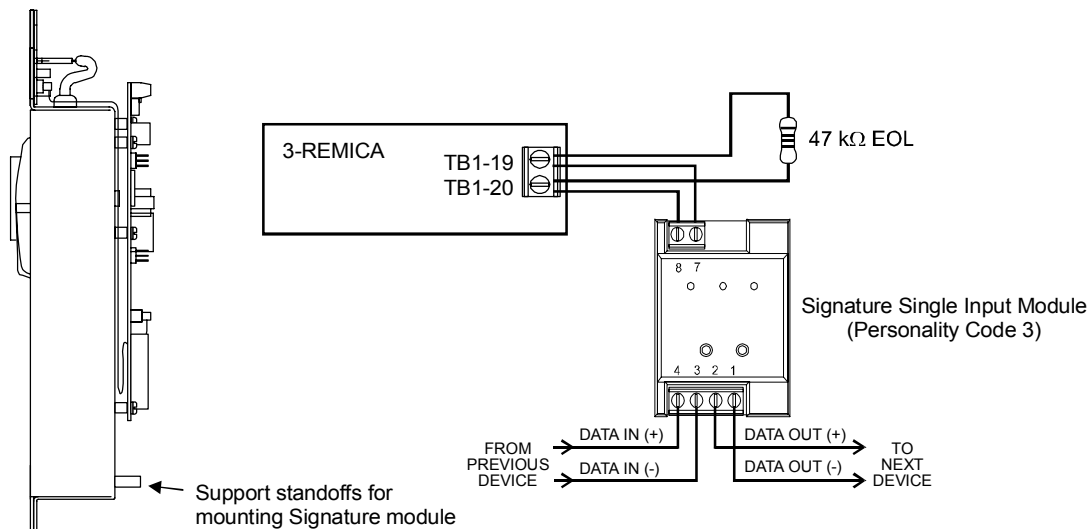 3-REMICA
TB1-19
TB1-20
47 kΩ EOL
8 7
Signature Single Input Module
(Personality Code 3)
4 3 2 1
FROM
PREVIOUS
DEVICE
DATA IN (+)
DATA IN (-)
DATA OUT (+)
DATA OUT (-)
TO
NEXT
DEVICE
Support standoffs for
mounting Signature module